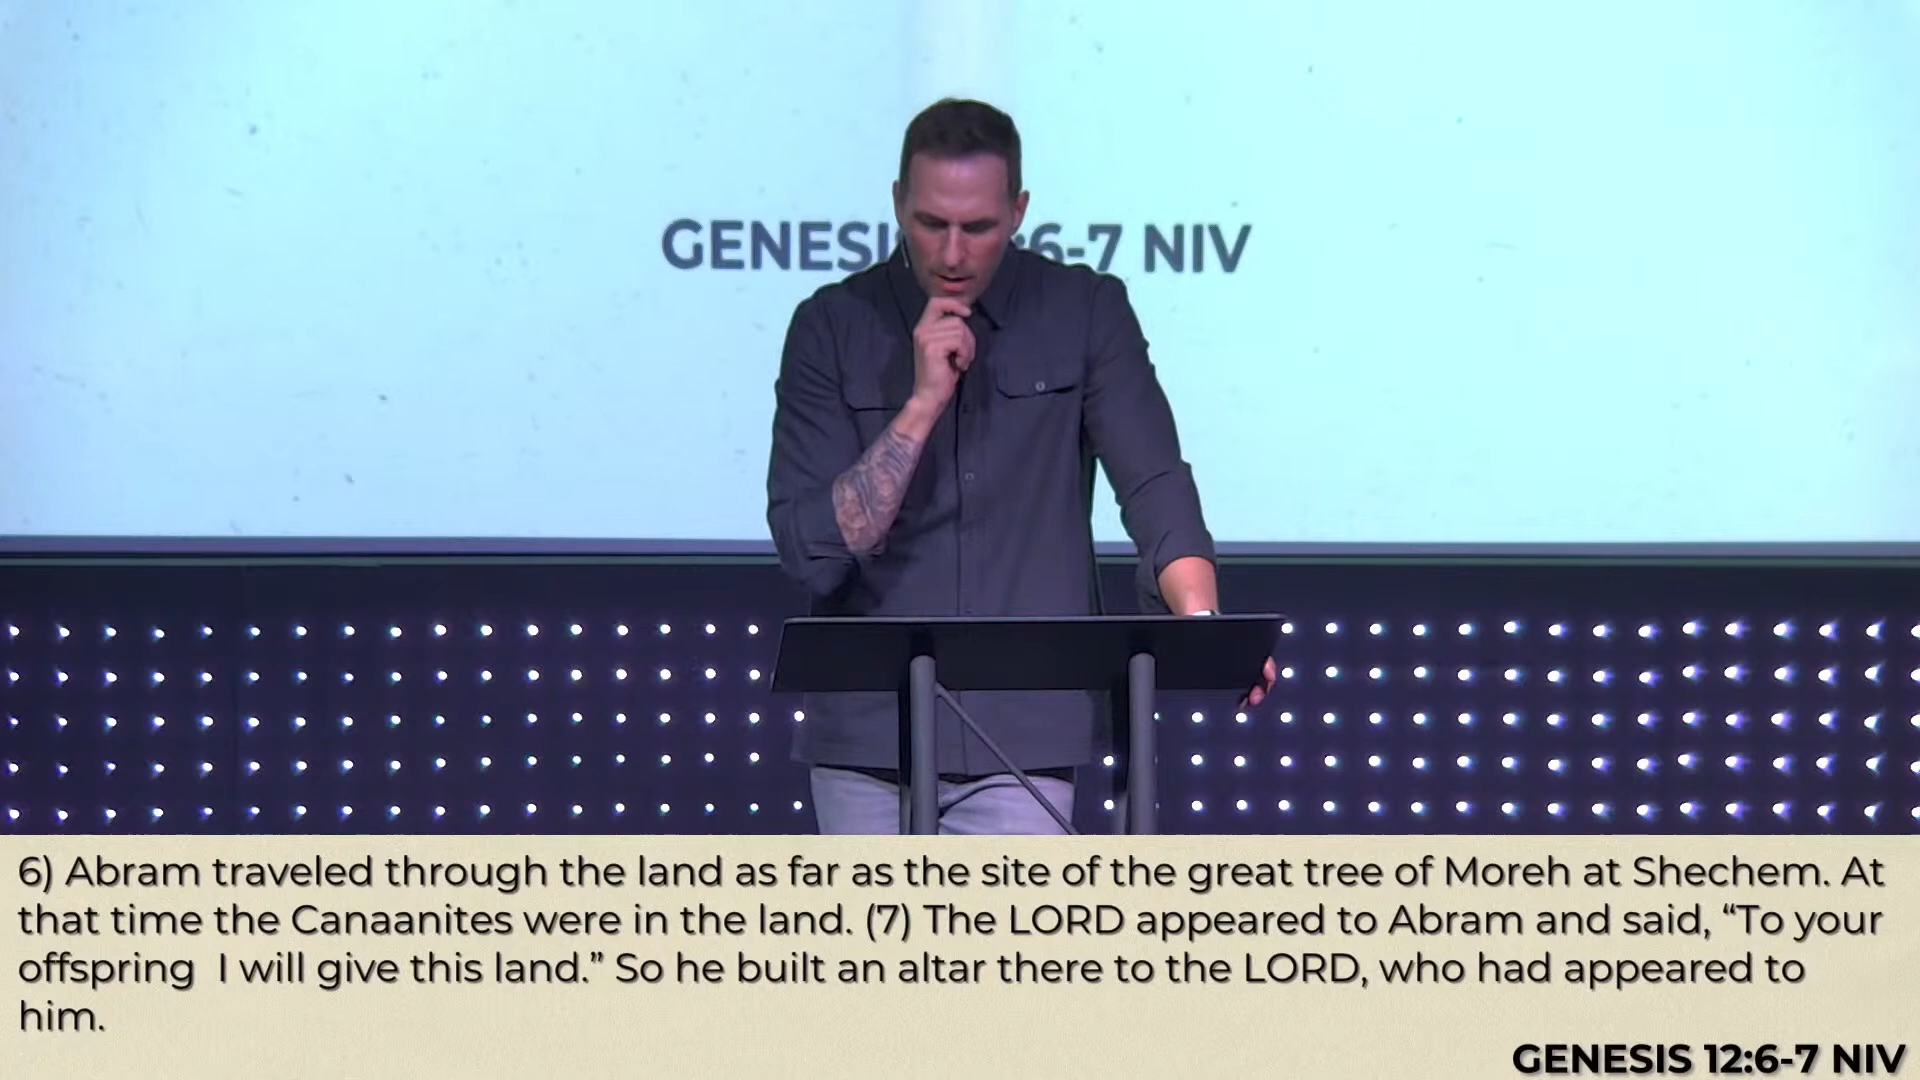 GENESI :6-7 NIV
6) Abram traveled through the land as far as the site of the great tree of Moreh at Shechem. At
that time the Canaanites were in the land. (7) The LORD appeared to Abram and said, “To your
offspring  I will give this land.” So he built an altar there to the LORD, who had appeared to
him.
GENESIS 12:6-7 NIV